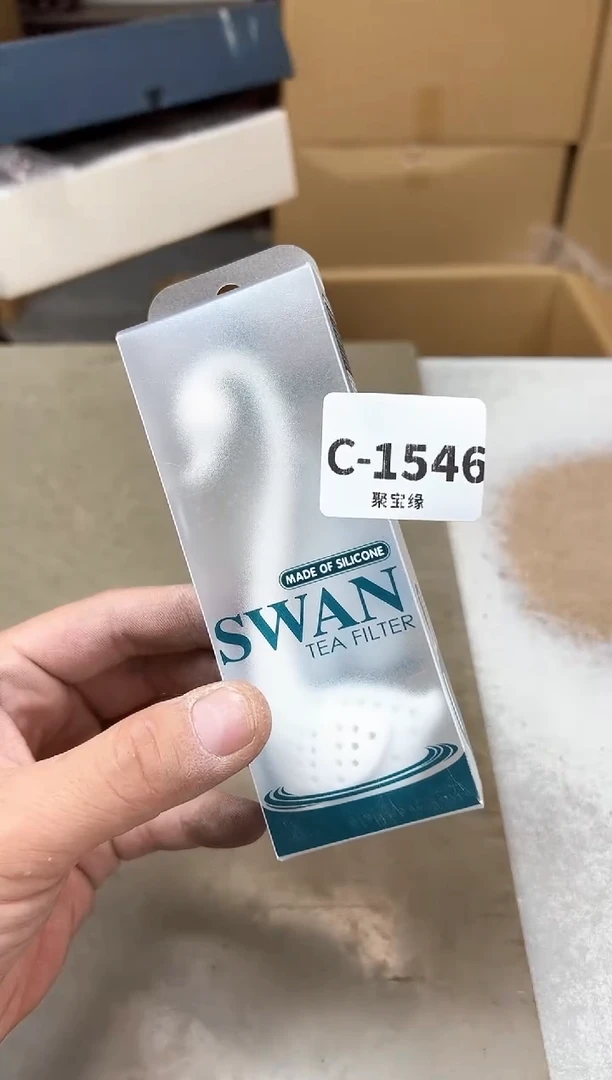 C-1546
聚宝缘
MADE OF SILICONE
SWAN
TEA FILTER